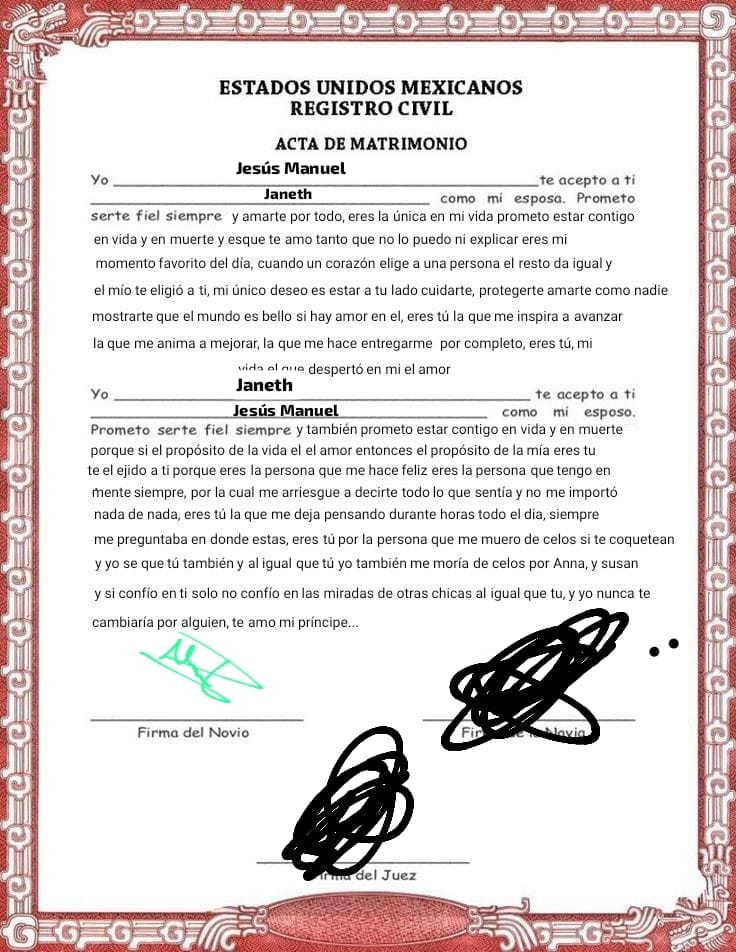 ESTADOS UNIDOS MEXICANOS
REGISTRO CIVIL
ACTA DE MATRIMONIO
Yo Jesús Manuel te acepto a ti
Janeth como mi esposa. Prometo
serte fiel siempre y amarte por todo, eres la única en mi vida prometo estar contigo
en vida y en muerte y esque te amo tanto que no lo puedo ni explicar eres mi
momento favorito del día, cuando un corazón elige a una persona el resto da igual y
el mío te eligió a ti, mi único deseo es estar a tu lado cuidarte, protegerte amarte como nadie
mostrarte que el mundo es bello si hay amor en el, eres tú la que me inspira a avanzar
la que me anima a mejorar, la que me hace entregarme por completo, eres tú, mi
vida el que despertó en mi el amor
Yo Janeth te acepto a ti
Jesús Manuel como mi esposo.
Prometo serte fiel siempre y también prometo estar contigo en vida y en muerte
porque si el propósito de la vida el el amor entonces el propósito de la mía eres tu
te el ejido a ti porque eres la persona que me hace feliz eres la persona que tengo en
mente siempre, por la cual me arriesgue a decirte todo lo que sentía y no me importó
nada de nada, eres tú la que me deja pensando durante horas todo el dia, siempre
me preguntaba en donde estas, eres tú por la persona que me muero de celos si te coquetean
y yo se que tú también y al igual que tú yo también me moría de celos por Anna, y susan
y si confío en ti solo no confío en las miradas de otras chicas al igual que tu, y yo nunca te
cambiaría por alguien, te amo mi príncipe...
Firma del Novio
Novia
del Juez